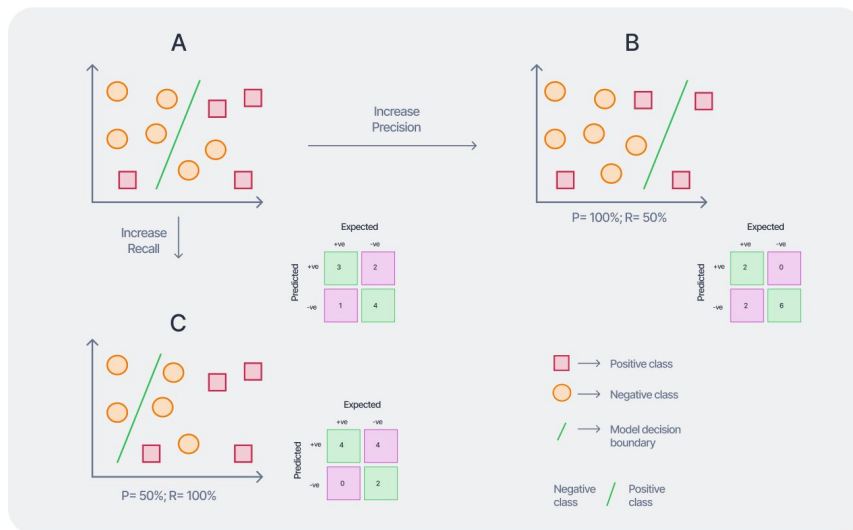 A
B
Increase
Precision
P= 100%; R= 50%
Increase
Recall
Expected
+ve -ve
Predicted
+ve 3 2
-ve 1 4
Expected
+ve -ve
Predicted
+ve 2 0
-ve 2 6
C
P= 50%; R= 100%
Expected
+ve -ve
Predicted
+ve 4 4
-ve 0 2
Positive class
Negative class
Model decision
boundary
Negative
class
Positive
class